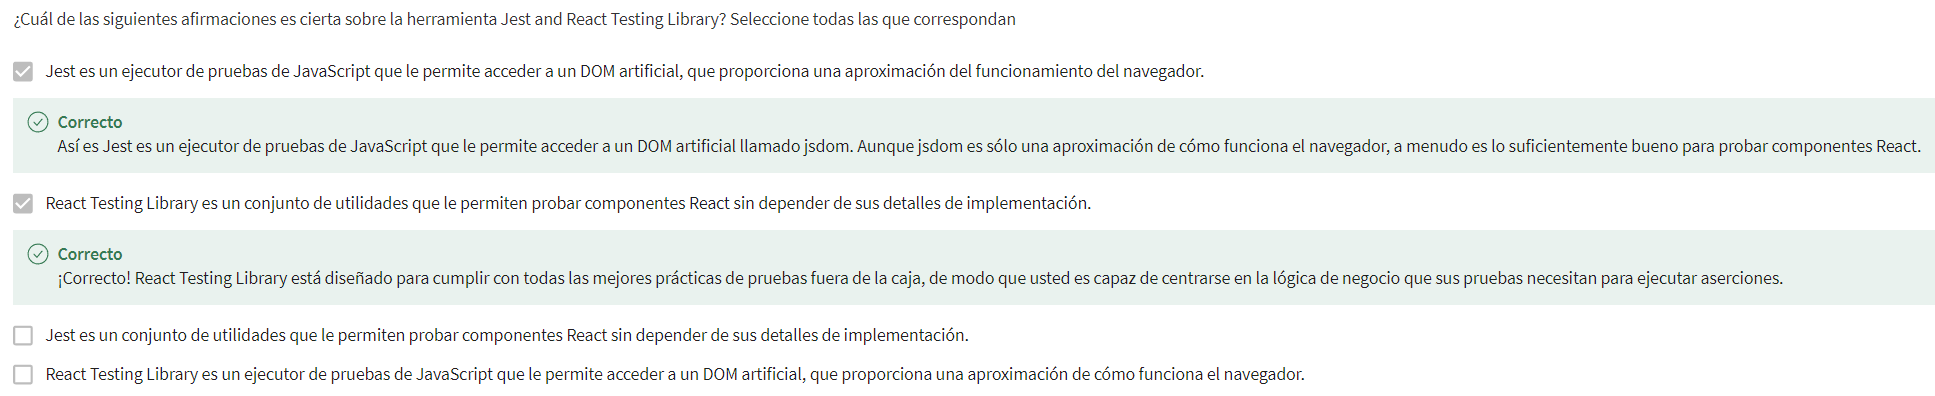 ¿Cuál de las siguientes afirmaciones es cierta sobre la herramienta Jest and React Testing Library? Seleccione todas las que correspondan
Jest es un ejecutor de pruebas de JavaScript que le permite acceder a un DOM artificial, que proporciona una aproximación del funcionamiento del navegador.
Correcto
Así es Jest es un ejecutor de pruebas de JavaScript que le permite acceder a un DOM artificial llamado jsdom. Aunque jsdom es sólo una aproximación de cómo funciona el navegador, a menudo es lo suficientemente bueno para probar componentes React.
React Testing Library es un conjunto de utilidades que le permiten probar componentes React sin depender de sus detalles de implementación.
Correcto
¡Correcto! React Testing Library está diseñado para cumplir con todas las mejores prácticas de pruebas fuera de la caja, de modo que usted es capaz de centrarse en la lógica de negocio que sus pruebas necesitan para ejecutar aserciones.
Jest es un conjunto de utilidades que le permiten probar componentes React sin depender de sus detalles de implementación.
React Testing Library es un ejecutor de pruebas de JavaScript que le permite acceder a un DOM artificial, que proporciona una aproximación de cómo funciona el navegador.